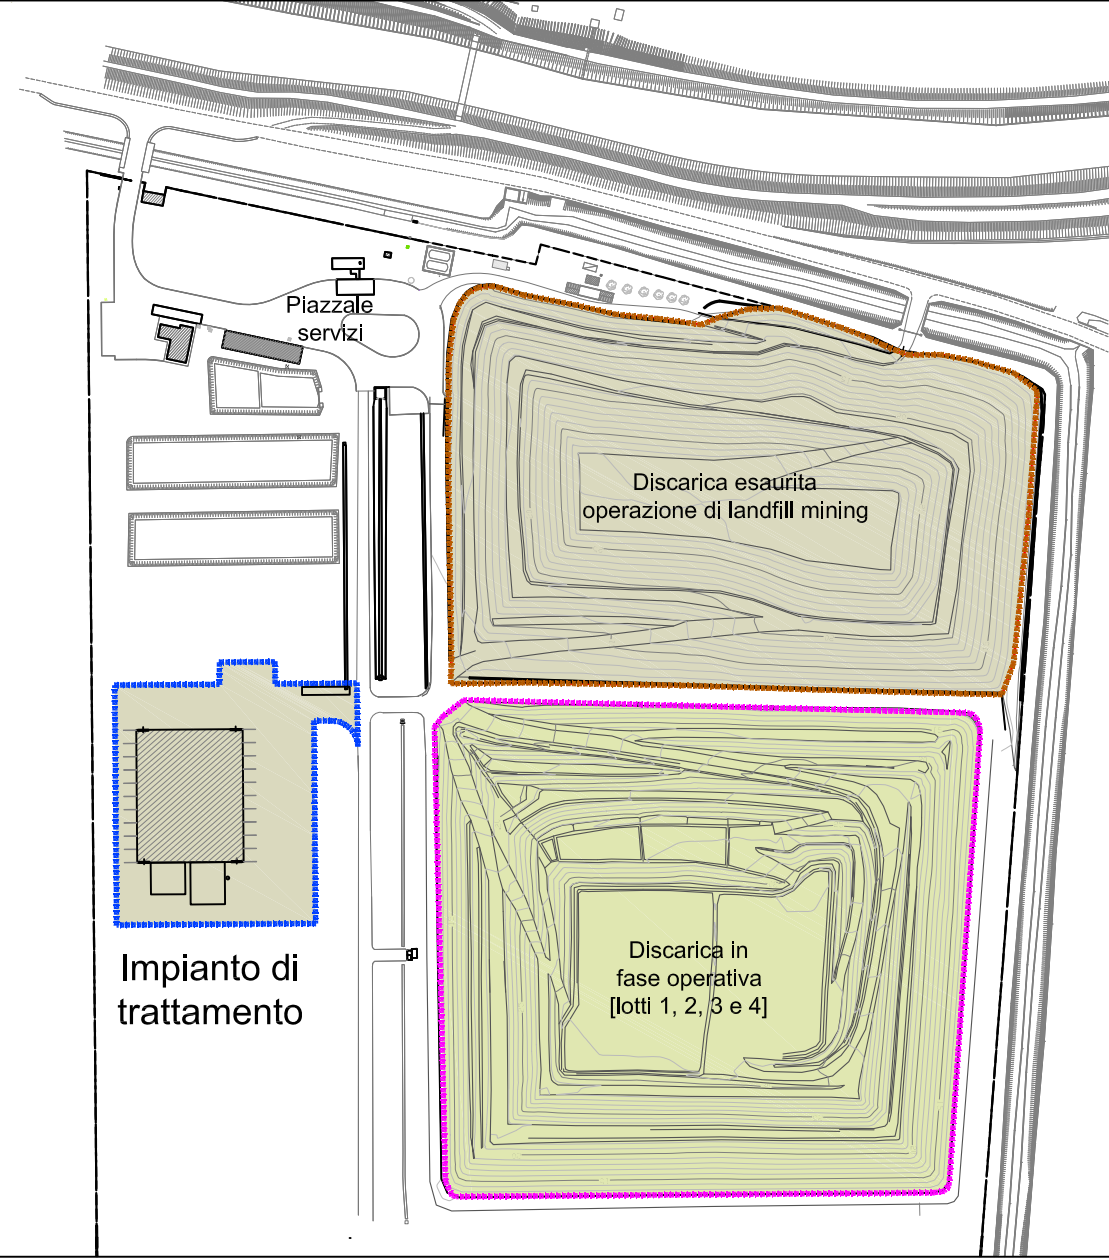 Piazzale
servizi
Discarica esaurita
operazione di landfill mining
Impianto di
trattamento
Discarica in
fase operativa
[lotti 1, 2, 3 e 4]